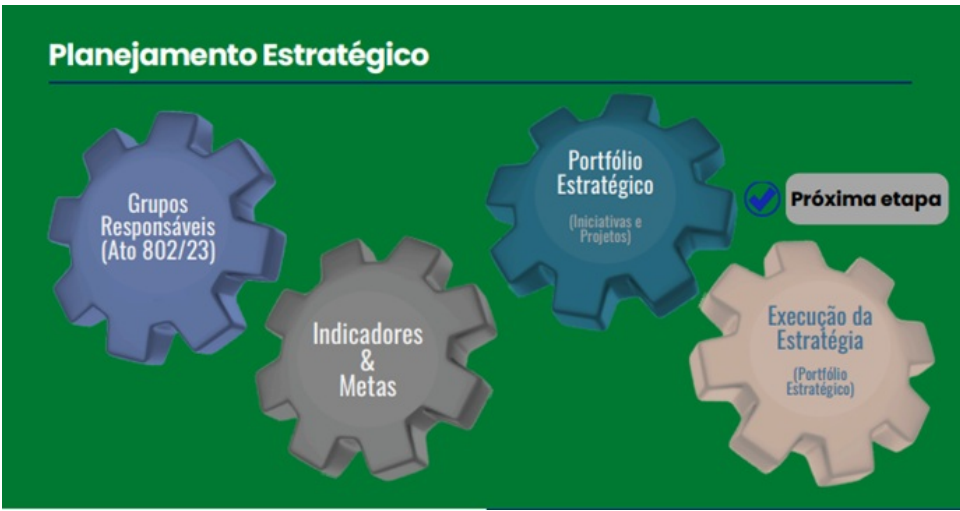 Planejamento Estratégico
Grupos
Responsáveis
(Ato 802/23)
Indicadores
&
Metas
Portfólio
Estratégico
(Iniciativas e
Projetos)
Próxima etapa
Execução da
Estratégia
(Portfólio
Estratégico)